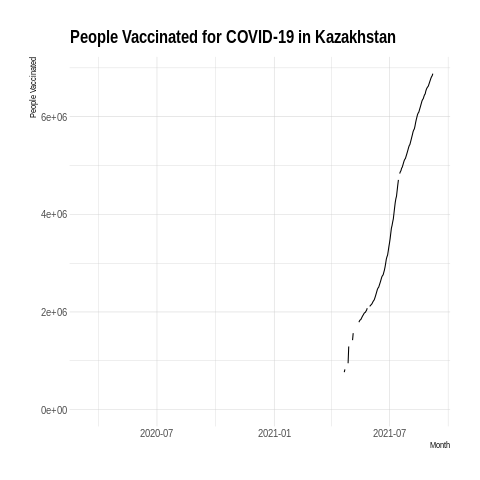 People Vaccinated for COVID-19 in Kazakhstan
People Vaccinated
6e+06
4e+06
2e+06
0e+00
2020-07
2021-01
2021-07
Month